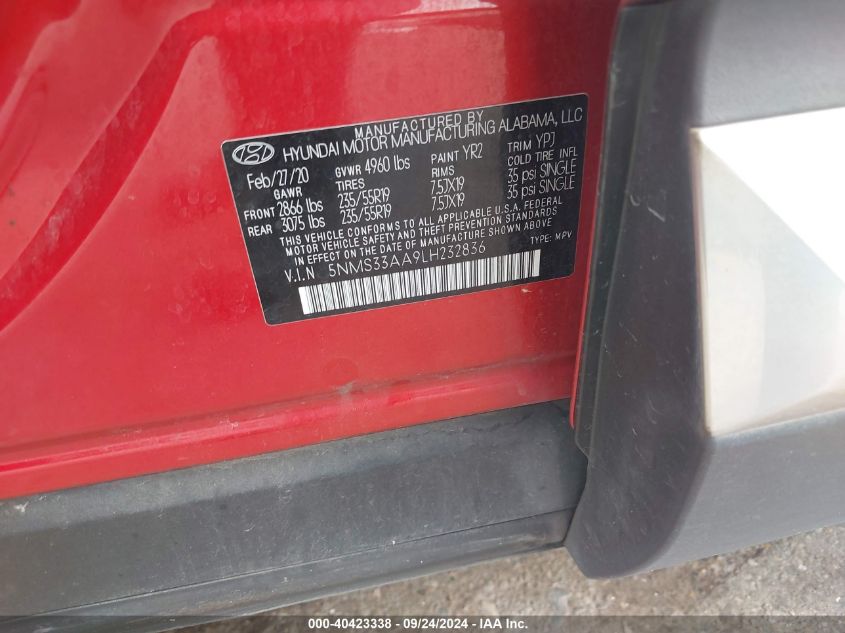 MANUFACTURED BY
HYUNDAI MOTOR MANUFACTURING ALABAMA, LLC
Feb/27/20 GVWR 4960 lbs PAINT YR2 TRIM YPJ
GAWR TIRES RIMS COLD TIRE INFL
FRONT 2866 lbs 235/55R19 7.5JX19 35 psi SINGLE
REAR 3075 lbs 235/55R19 7.5JX19 35 psi SINGLE
THIS VEHICLE CONFORMS TO ALL APPLICABLE U.S.A. FEDERAL
MOTOR VEHICLE SAFETY AND THEFT PREVENTION STANDARDS
IN EFFECT ON THE DATE OF MANUFACTURE SHOWN ABOVE
V.I.N 5NMS33AA9LH232836 TYPE: MPV
000-40423338 - 09/24/2024 - IAA Inc.